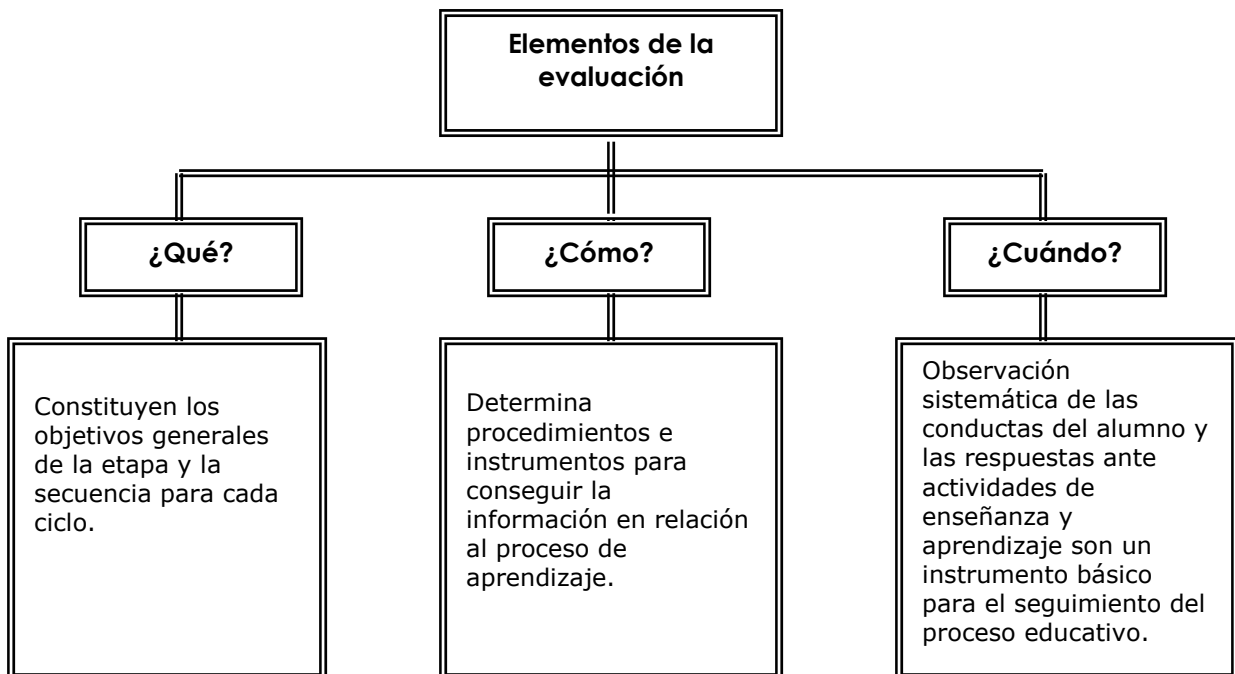 Elementos de la
evaluación
¿Qué?
¿Cómo?
¿Cuándo?
Constituyen los
objetivos generales
de la etapa y la
secuencia para cada
ciclo.
Determina
procedimientos e
instrumentos para
conseguir la
información en relación
al proceso de
aprendizaje.
Observación
sistemática de las
conductas del alumno y
las respuestas ante
actividades de
enseñanza y
aprendizaje son un
instrumento básico
para el seguimiento del
proceso educativo.